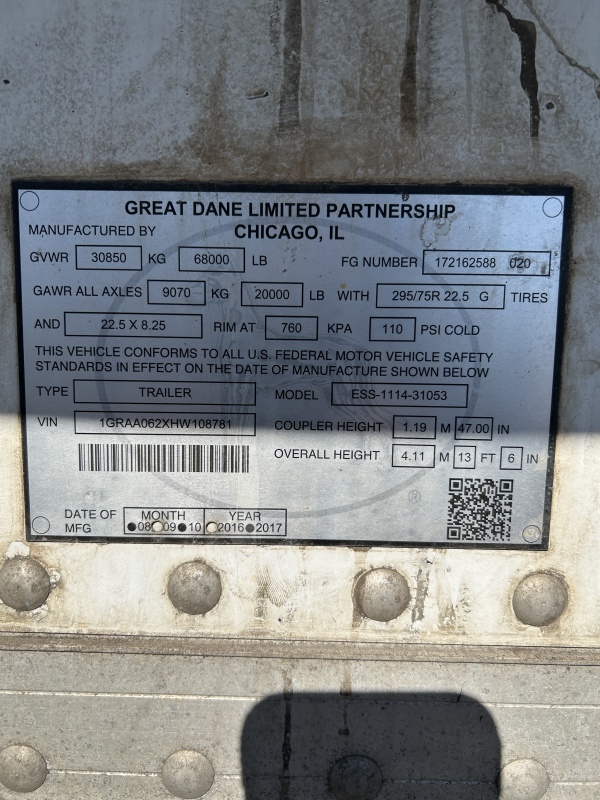 GREAT DANE LIMITED PARTNERSHIP
MANUFACTURED BY CHICAGO, IL
GVWR 30850 KG 68000 LB FG NUMBER 172162588 020
GAWR ALL AXLES 9070 KG 20000 LB WITH 295/75R 22.5 G TIRES
AND 22.5 X 8.25 RIM AT 760 KPA 110 PSI COLD
THIS VEHICLE CONFORMS TO ALL U.S. FEDERAL MOTOR VEHICLE SAFETY
STANDARDS IN EFFECT ON THE DATE OF MANUFACTURE SHOWN BELOW
TYPE TRAILER MODEL ESS-1114-31053
VIN 1GRAA062XHW108781 COUPLER HEIGHT 1.19 M 47.00 IN
OVERALL HEIGHT 4.11 M 13 FT 6 IN
DATE OF MFG MONTH YEAR
08 09 10 2016 2017